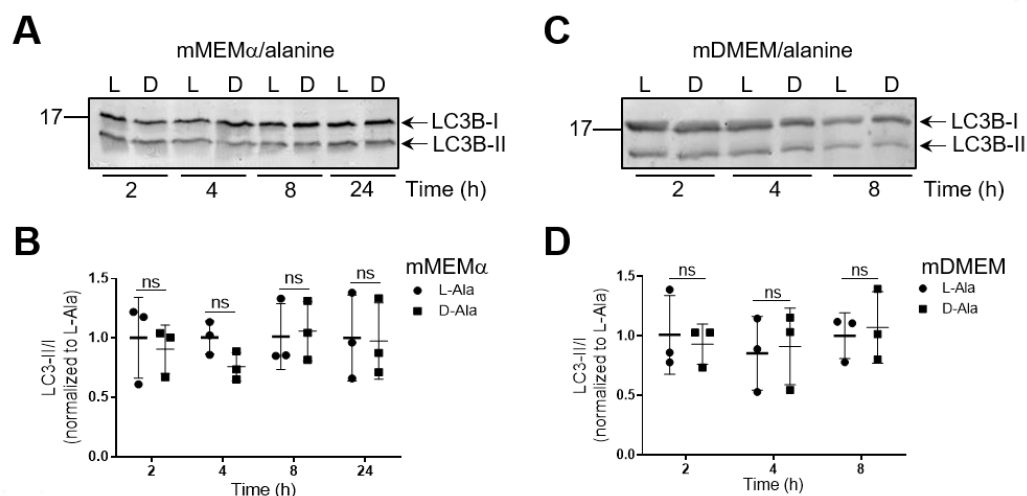 A
mMEMα/alanine
L D L D L D L D
17
LC3B-I
LC3B-II
2 4 8 24 Time (h)
B
mMEMα
L-Ala
D-Ala
ns ns ns ns
LC3-II/I
(normalized to L-Ala)
1.5
1.0
0.5
0.0
2 4 8 24
Time (h)
C
mDMEM/alanine
L D L D L D
17
LC3B-I
LC3B-II
2 4 8 Time (h)
D
mDMEM
L-Ala
D-Ala
ns ns ns
LC3-II/I
(normalized to L-Ala)
1.5
1.0
0.5
0.0
2 4 8
Time (h)